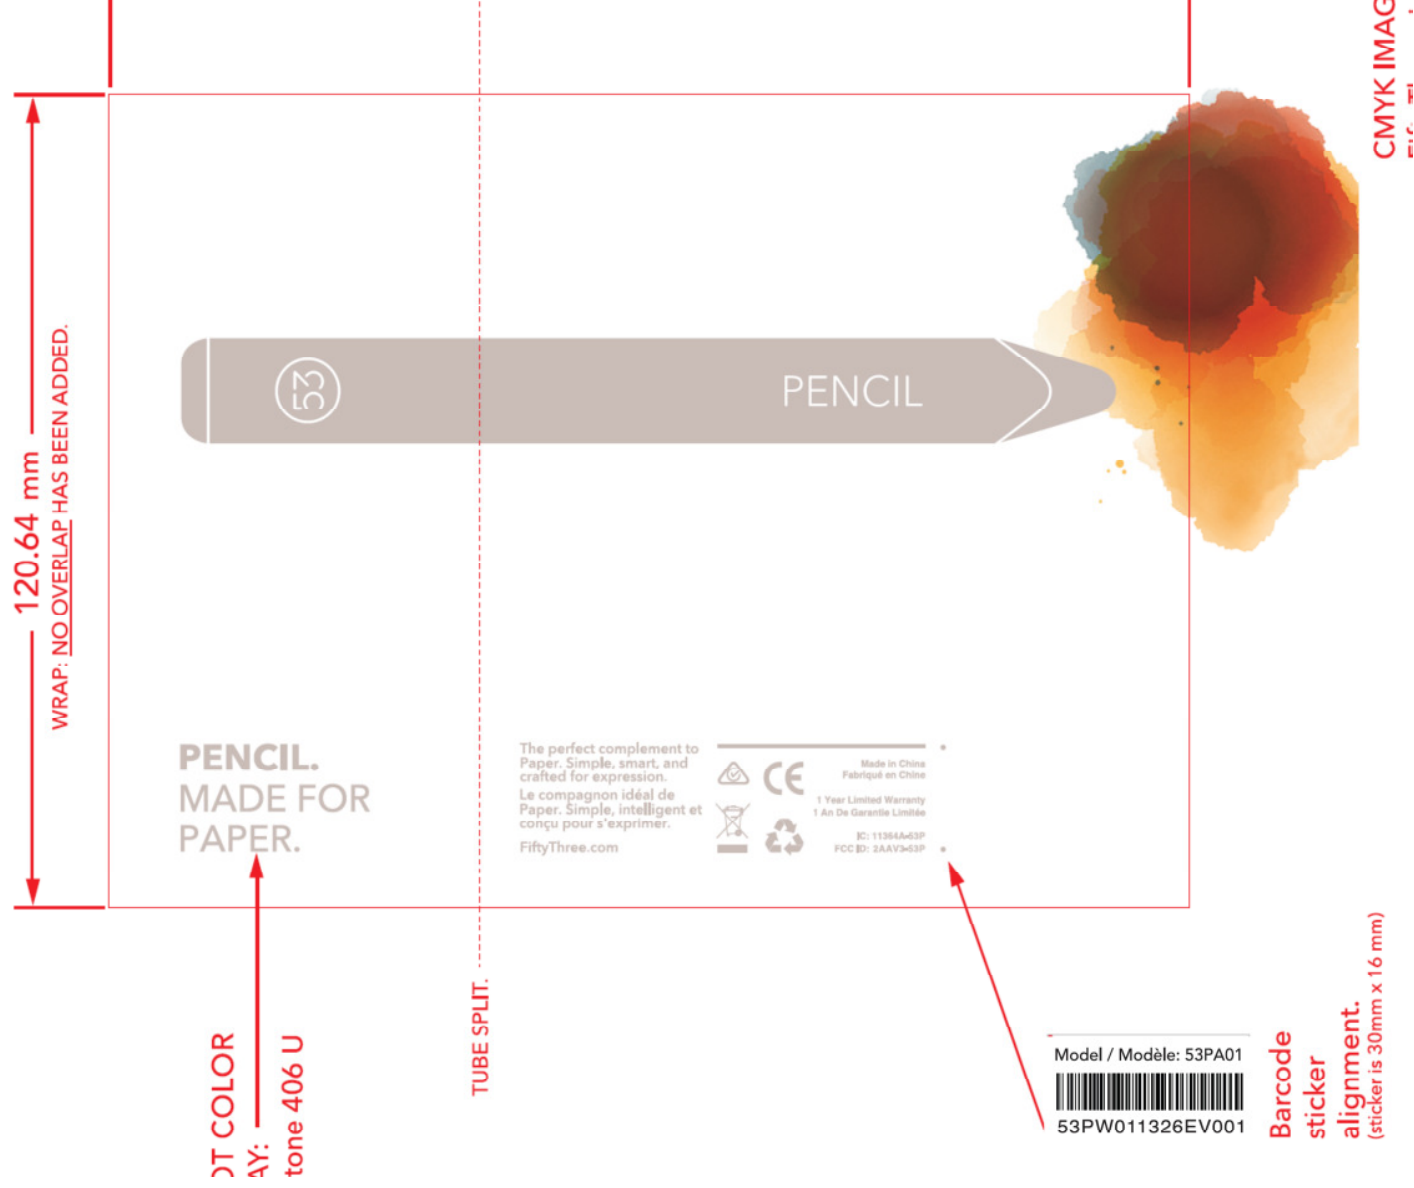 CMYK IMAG
120.64 mm
WRAP: NO OVERLAP HAS BEEN ADDED.
53
PENCIL
PENCIL.
MADE FOR
PAPER.
The perfect complement to
Paper. Simple, smart, and
crafted for expression.
Le compagnon idéal de
Paper. Simple, intelligent et
conçu pour s'exprimer.
FiftyThree.com
CE
Made in China
Fabriqué en Chine
1 Year Limited Warranty
1 An De Garantie Limitée
IC: 11364A-53P
FCC ID: 2AAV3-53P
OT COLOR
AY:
tone 406 U
TUBE SPLIT.
Model / Modèle: 53PA01
53PW011326EV001
Barcode
sticker
alignment.
(sticker is 30mm x 16 mm)